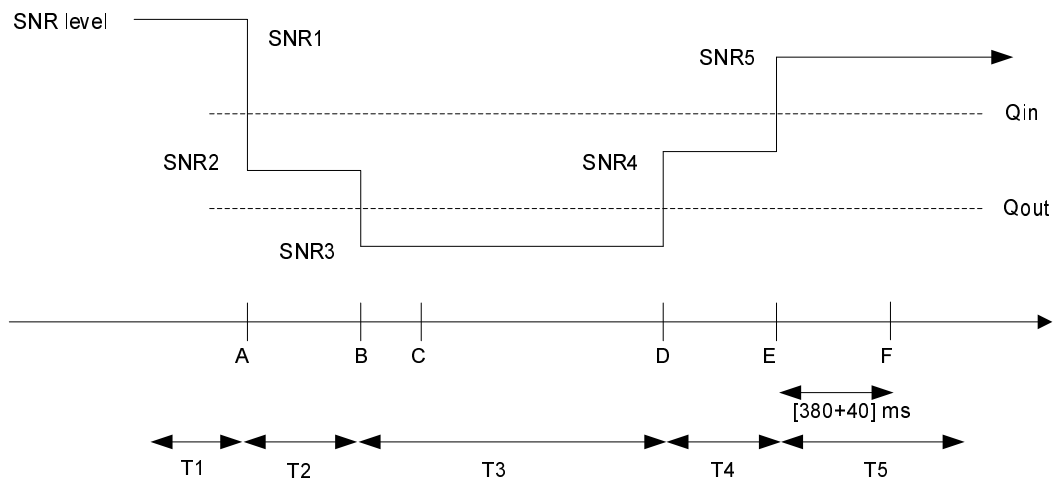 SNR level
SNR1
SNR5
Qin
SNR2
SNR4
Qout
SNR3
A B C D E F
[380+40] ms
T1 T2 T3 T4 T5